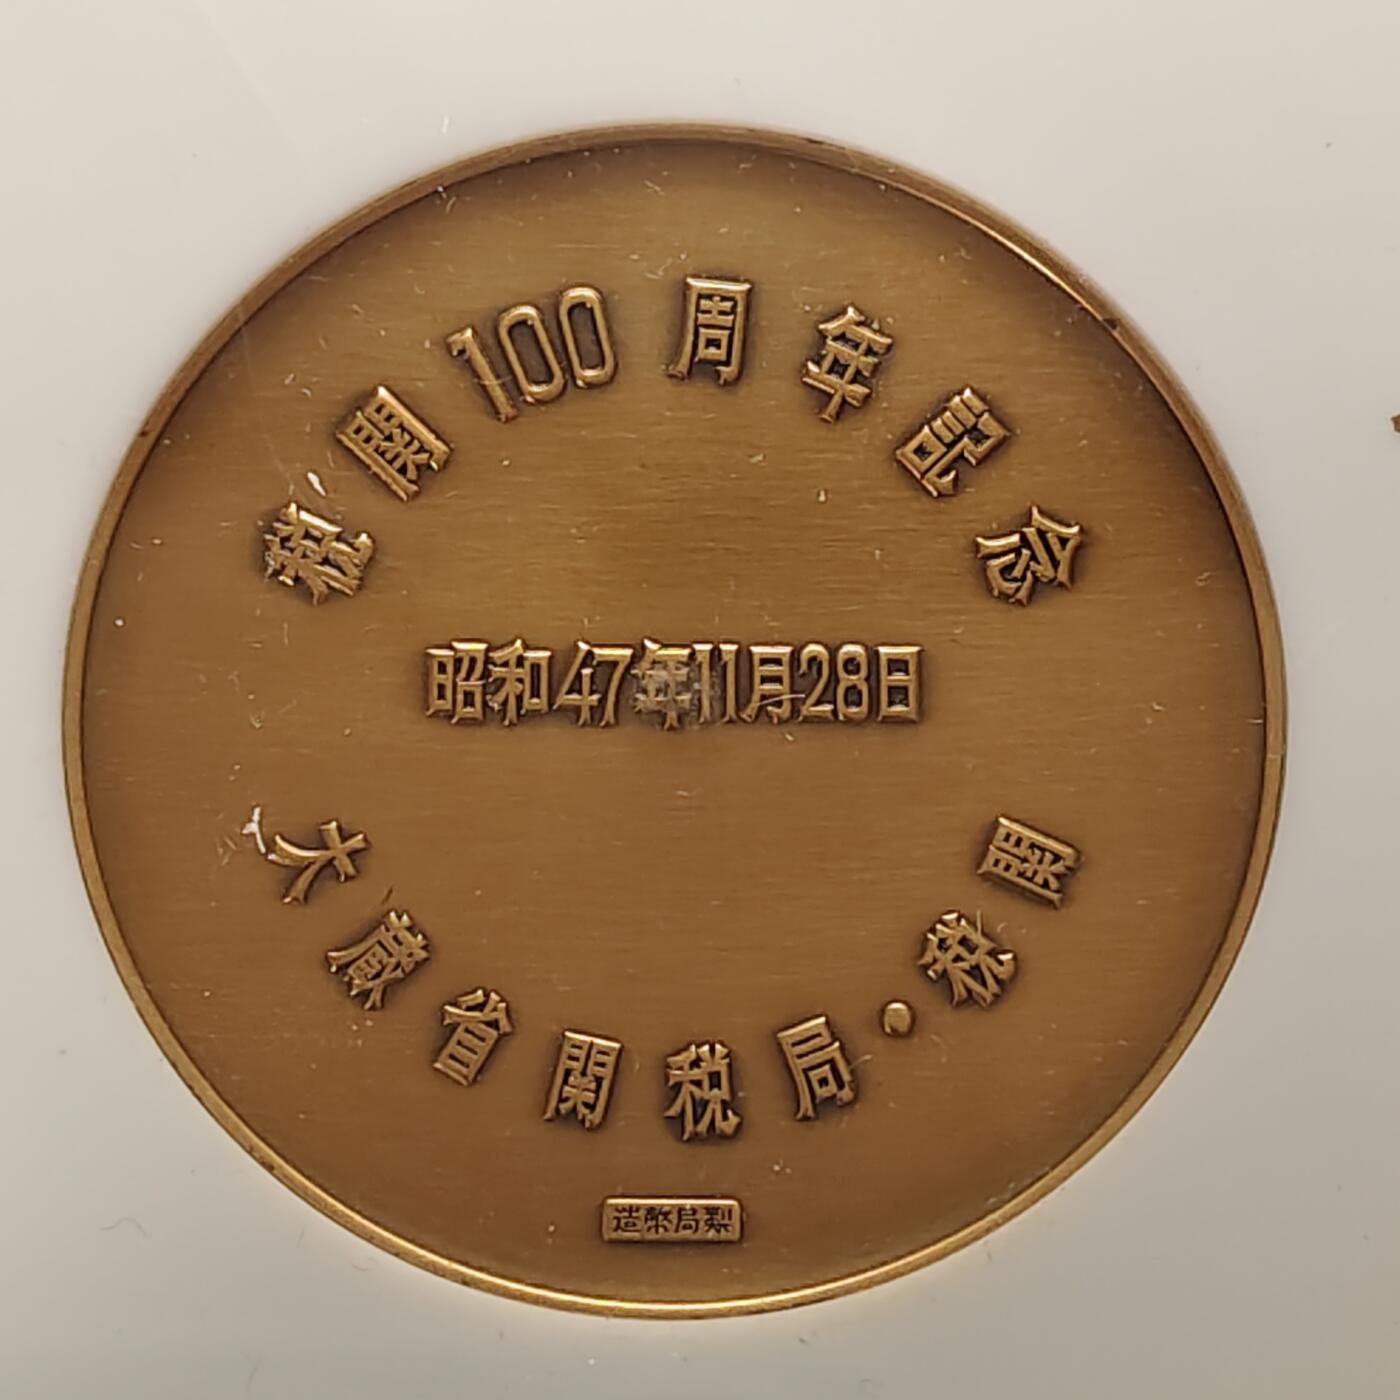 税関100周年記念
昭和47年11月28日
大蔵省関税局・税関
造幣局製